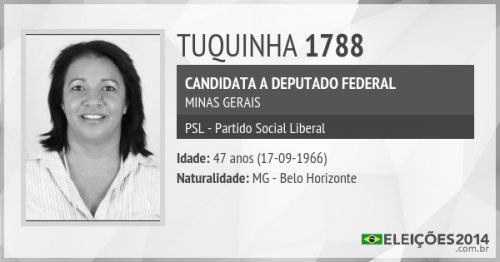 TUQUINHA 1788
CANDIDATA A DEPUTADO FEDERAL
MINAS GERAIS
PSL - Partido Social Liberal
Idade: 47 anos (17-09-1966)
Naturalidade: MG - Belo Horizonte
ELEIÇÕES2014
.com.br